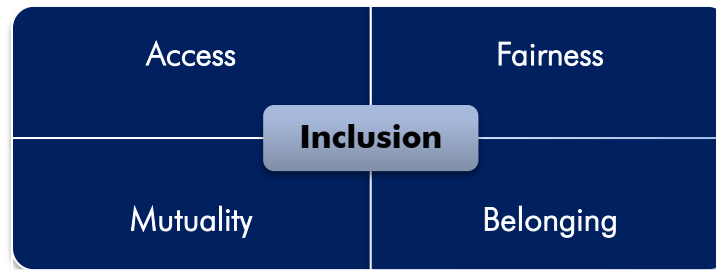 Access
Fairness
Inclusion
Mutuality
Belonging